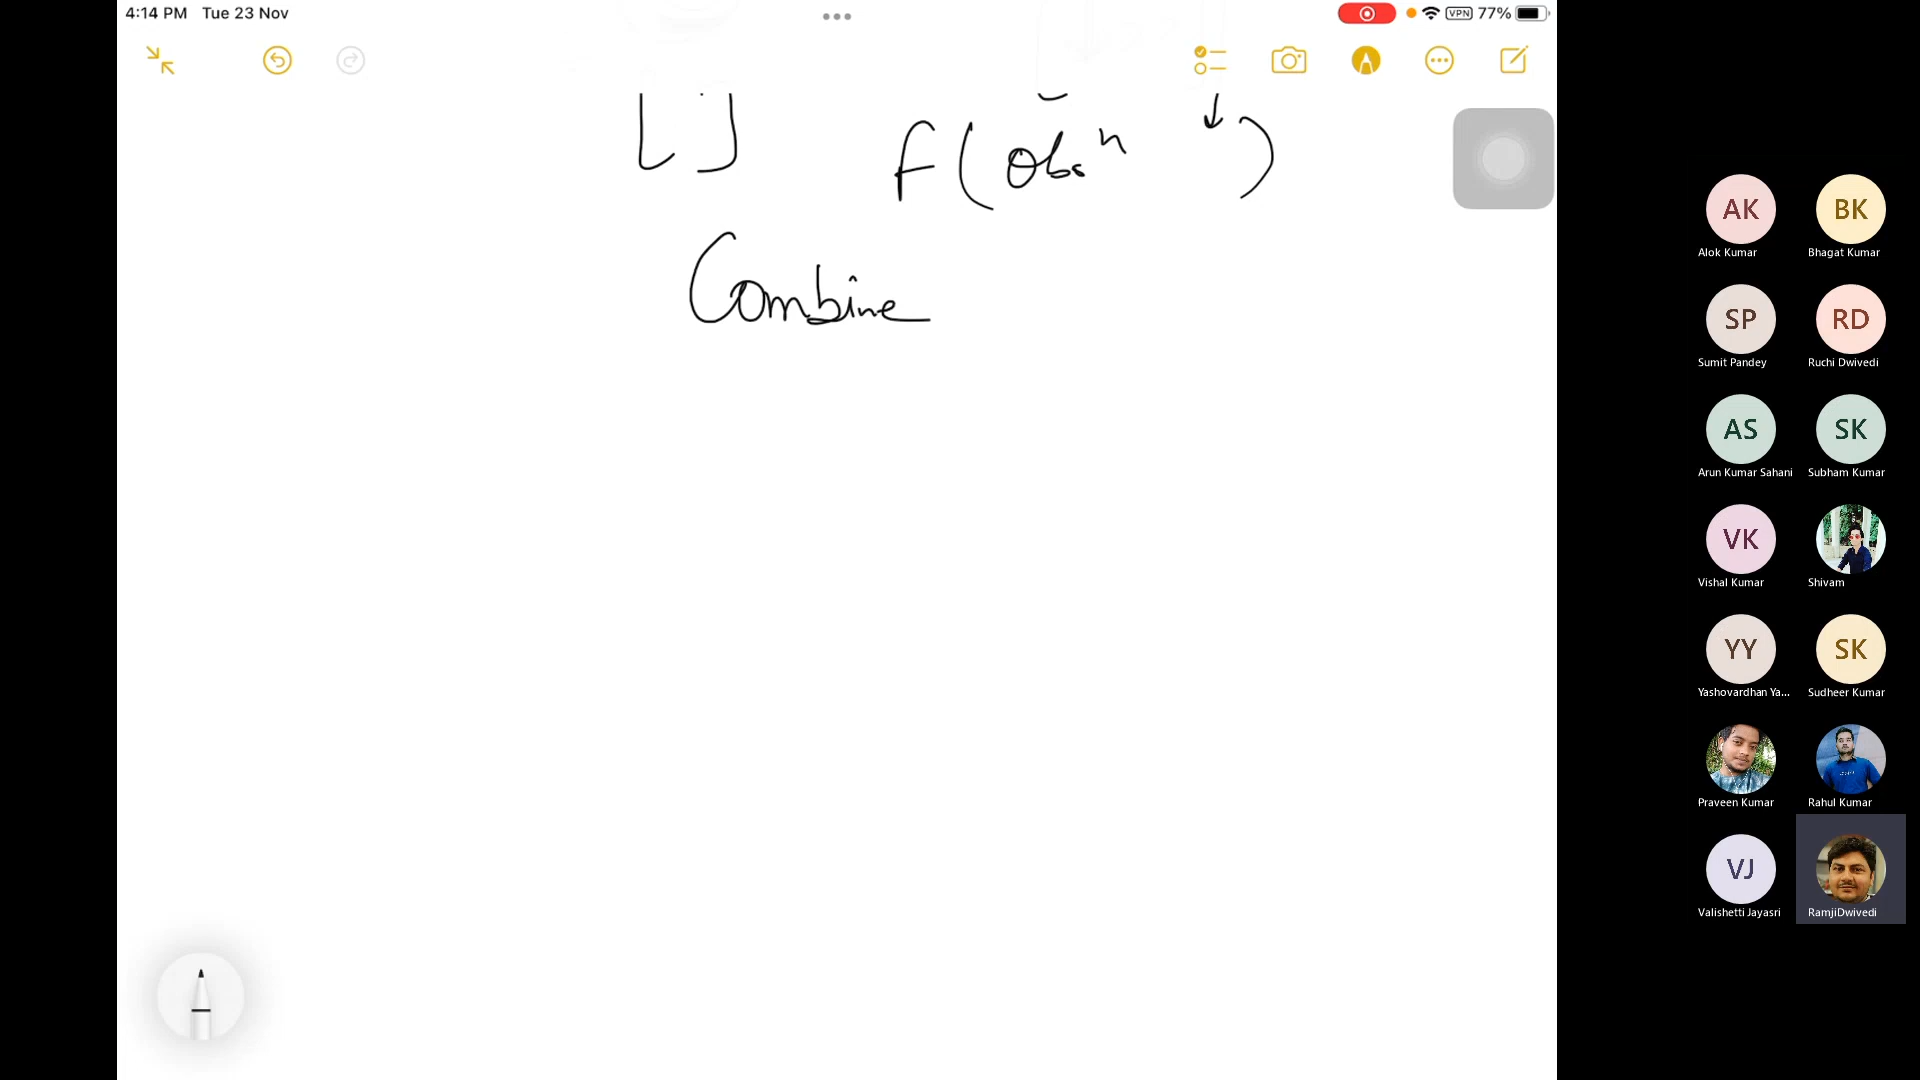 4:14 PM Tue 23 Nov
VPN 77%
[ ]
f(obsⁿ )
Combine
AK BK
Alok Kumar Bhagat Kumar
SP RD
Sumit Pandey Ruchi Dwivedi
AS SK
Arun Kumar Sahani Subham Kumar
VK
Vishal Kumar Shivam
YY SK
Yashovardhan Ya... Sudheer Kumar
Praveen Kumar Rahul Kumar
VJ
Valishetti Jayasri RamjiDwivedi